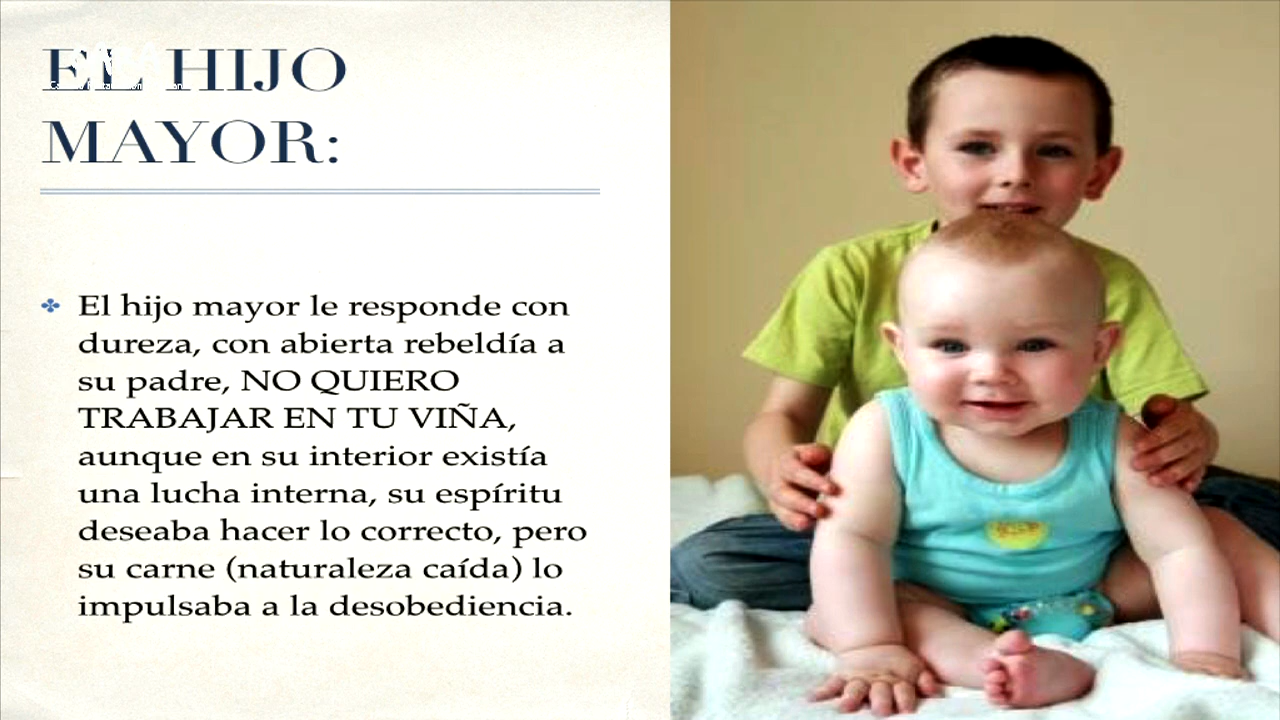 EL HIJO
MAYOR:
El hijo mayor le responde con
dureza, con abierta rebeldía a
su padre, NO QUIERO
TRABAJAR EN TU VIÑA,
aunque en su interior existía
una lucha interna, su espíritu
deseaba hacer lo correcto, pero
su carne (naturaleza caída) lo
impulsaba a la desobediencia.